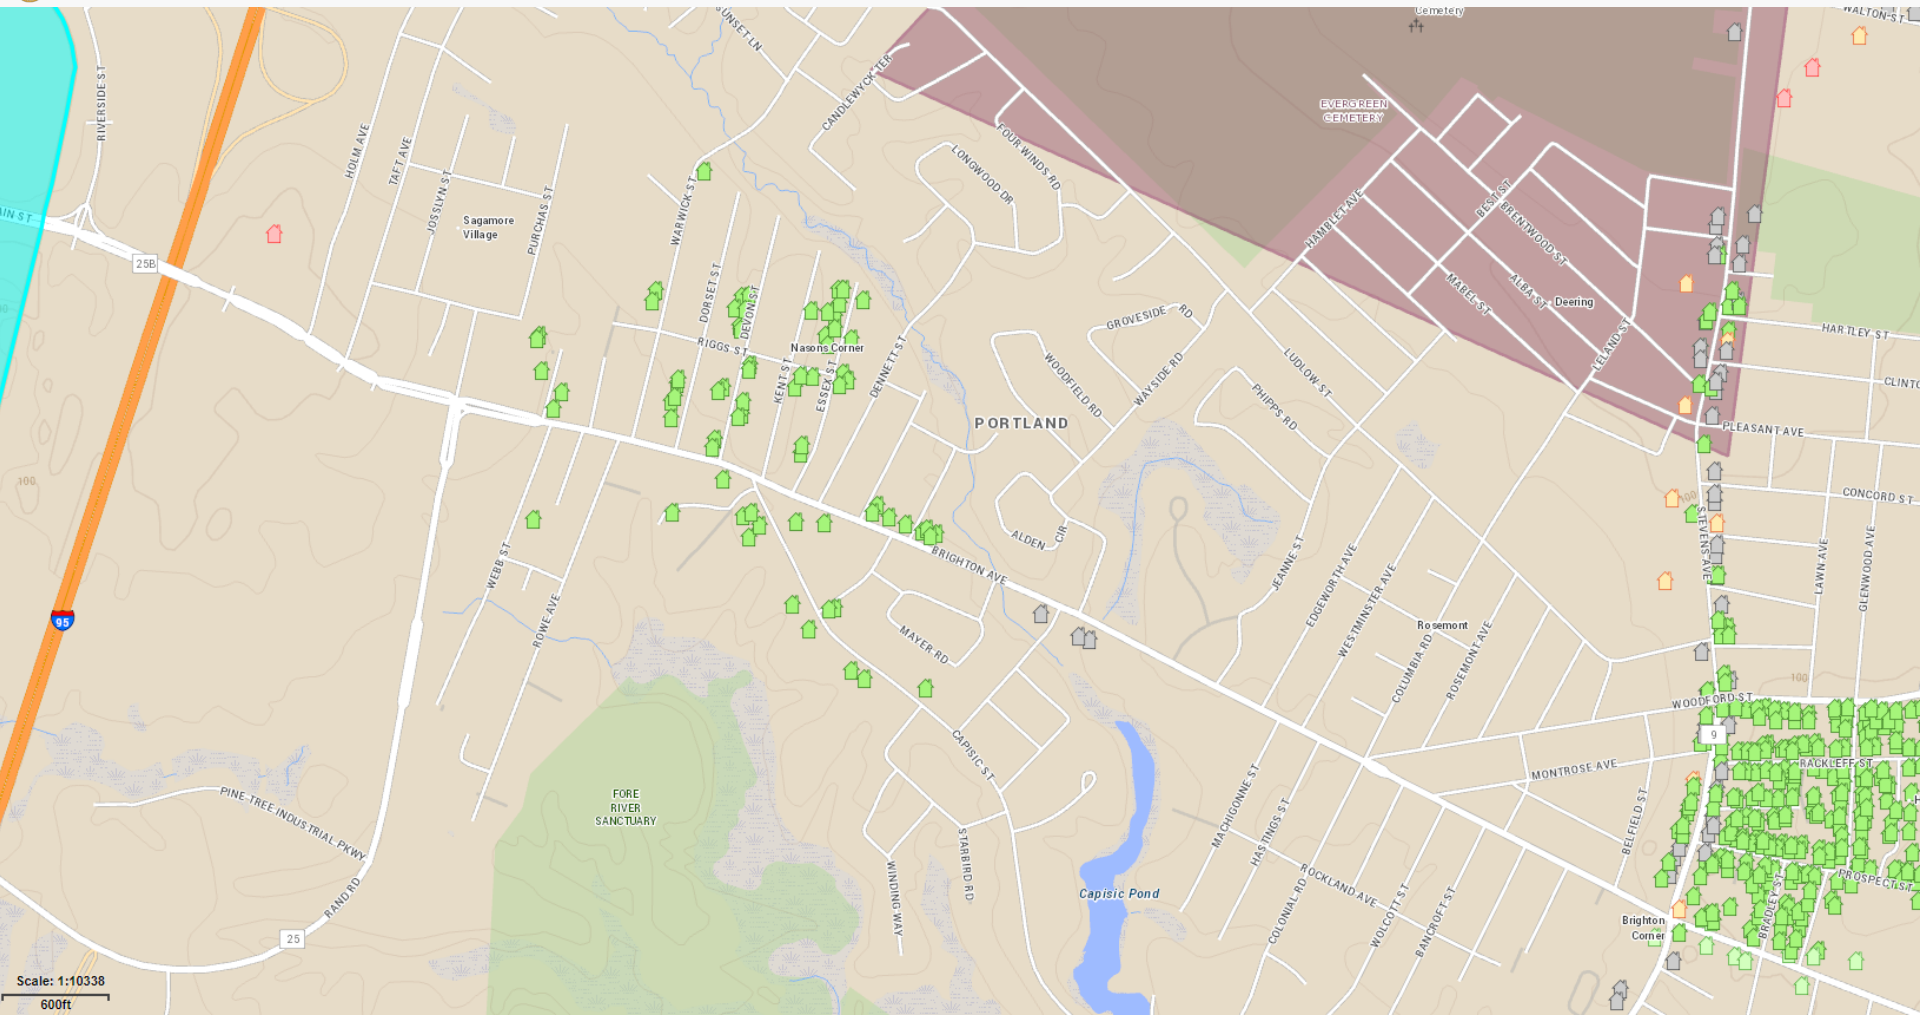 Cemetery
WALTON ST
SUNSET LN
RIVERSIDE ST
CANDLEWYCK TER
EVERGREEN
CEMETERY
HOLM AVE
TAFT AVE
FOUR WINDS RD
LONGWOOD DR
JOSSLYN ST
PURCHAS ST
WARWICK ST
Sagamore
Village
HAMBLET AVE
BEST ST
BRENTWOOD ST
25B
DORSET ST
DEVON ST
MABEL ST
ALBA ST
Deering
GROVESIDE RD
HARTLEY ST
RIGGS ST
Nasons Corner
LELAND ST
KENT ST
ESSEX ST
DENNETT ST
WOODFIELD RD
WAYSIDE RD
LUDLOW ST
PHIPPS RD
PORTLAND
PLEASANT AVE
100
100
CONCORD ST
STEVENS AVE
ALDEN CIR
BRIGHTON AVE
WEBB ST
ROWE AVE
JEANNE ST
EDGEWORTH AVE
WESTMINSTER AVE
LAWN AVE
GLENWOOD AVE
95
MAYER RD
Rosemont
COLUMBIA RD
ROSEMONT AVE
100
WOODFORD ST
9
CAPISIC ST
RACKLEFF ST
MONTROSE AVE
FORE
RIVER
SANCTUARY
PINE TREE INDUSTRIAL PKWY
MACHIGONNE ST
HASTINGS ST
BELFIELD ST
STARBIRD RD
WINDING WAY
RAND RD
Capisic Pond
ROCKLAND AVE
COLONIAL RD
WOLCOTT ST
BANCROFT ST
PROSPECT ST
BRADLEY ST
Brighton
Corner
25
Scale: 1:10338
600ft